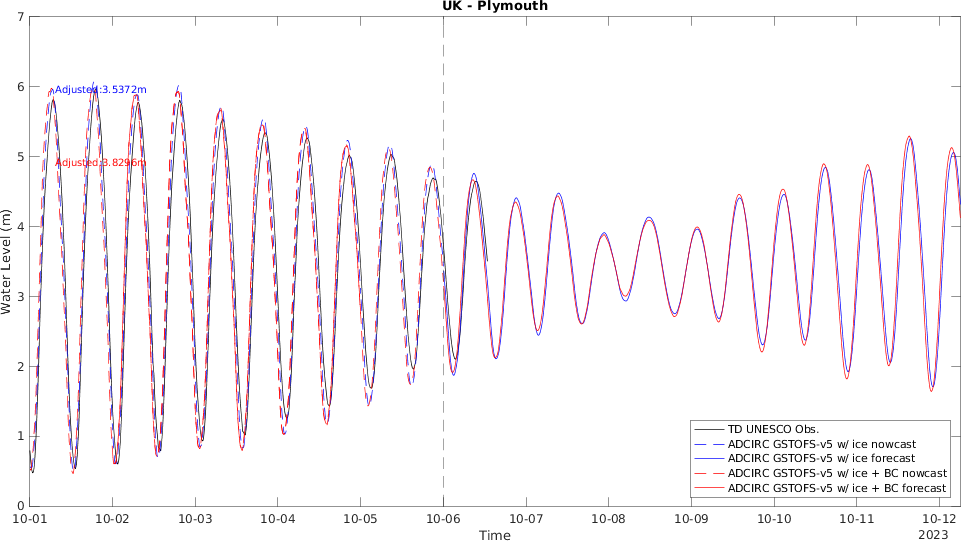 UK - Plymouth
7
6
5
4
3
2
1
0
Water Level (m)
Adjusted:3.5372m
Adjusted:3.8296m
TD UNESCO Obs.
ADCIRC GSTOFS-v5 w/ ice nowcast
ADCIRC GSTOFS-v5 w/ ice forecast
ADCIRC GSTOFS-v5 w/ ice + BC nowcast
ADCIRC GSTOFS-v5 w/ ice + BC forecast
10-01 10-02 10-03 10-04 10-05 10-06 10-07 10-08 10-09 10-10 10-11 10-12
Time
2023